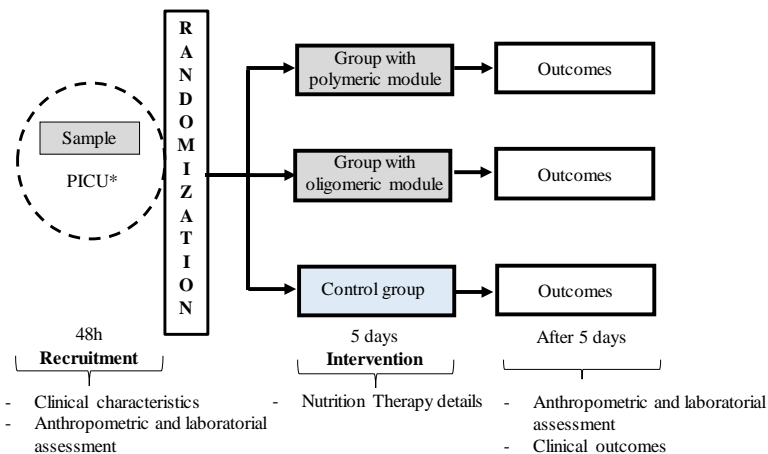 Sample
PICU*
RANDOMIZATION
Group with
polymeric module
Outcomes
Group with
oligomeric module
Outcomes
Control group
Outcomes
48h
Recruitment
- Clinical characteristics
- Anthropometric and laboratorial
assessment
5 days
Intervention
- Nutrition Therapy details
After 5 days
- Anthropometric and laboratorial
assessment
- Clinical outcomes